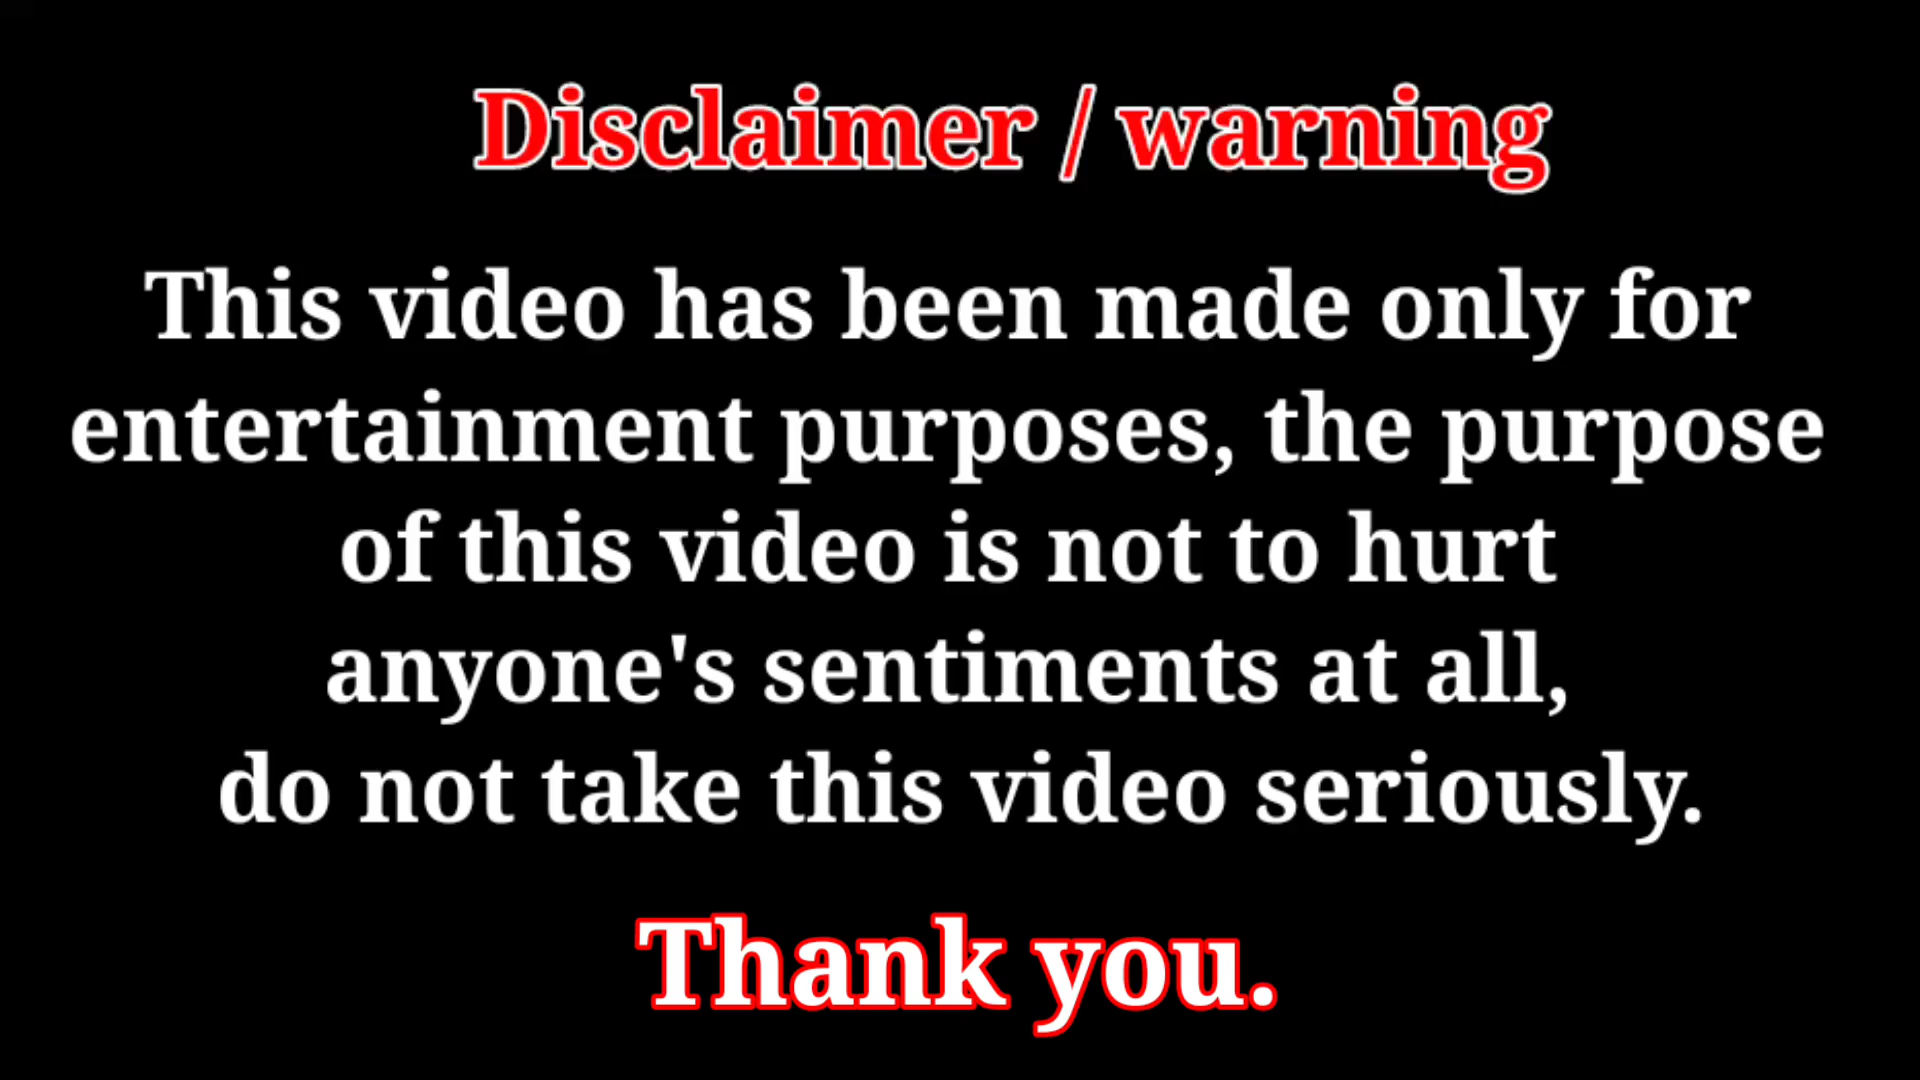 Disclaimer / warning
This video has been made only for
entertainment purposes, the purpose
of this video is not to hurt
anyone's sentiments at all,
do not take this video seriously.
Thank you.